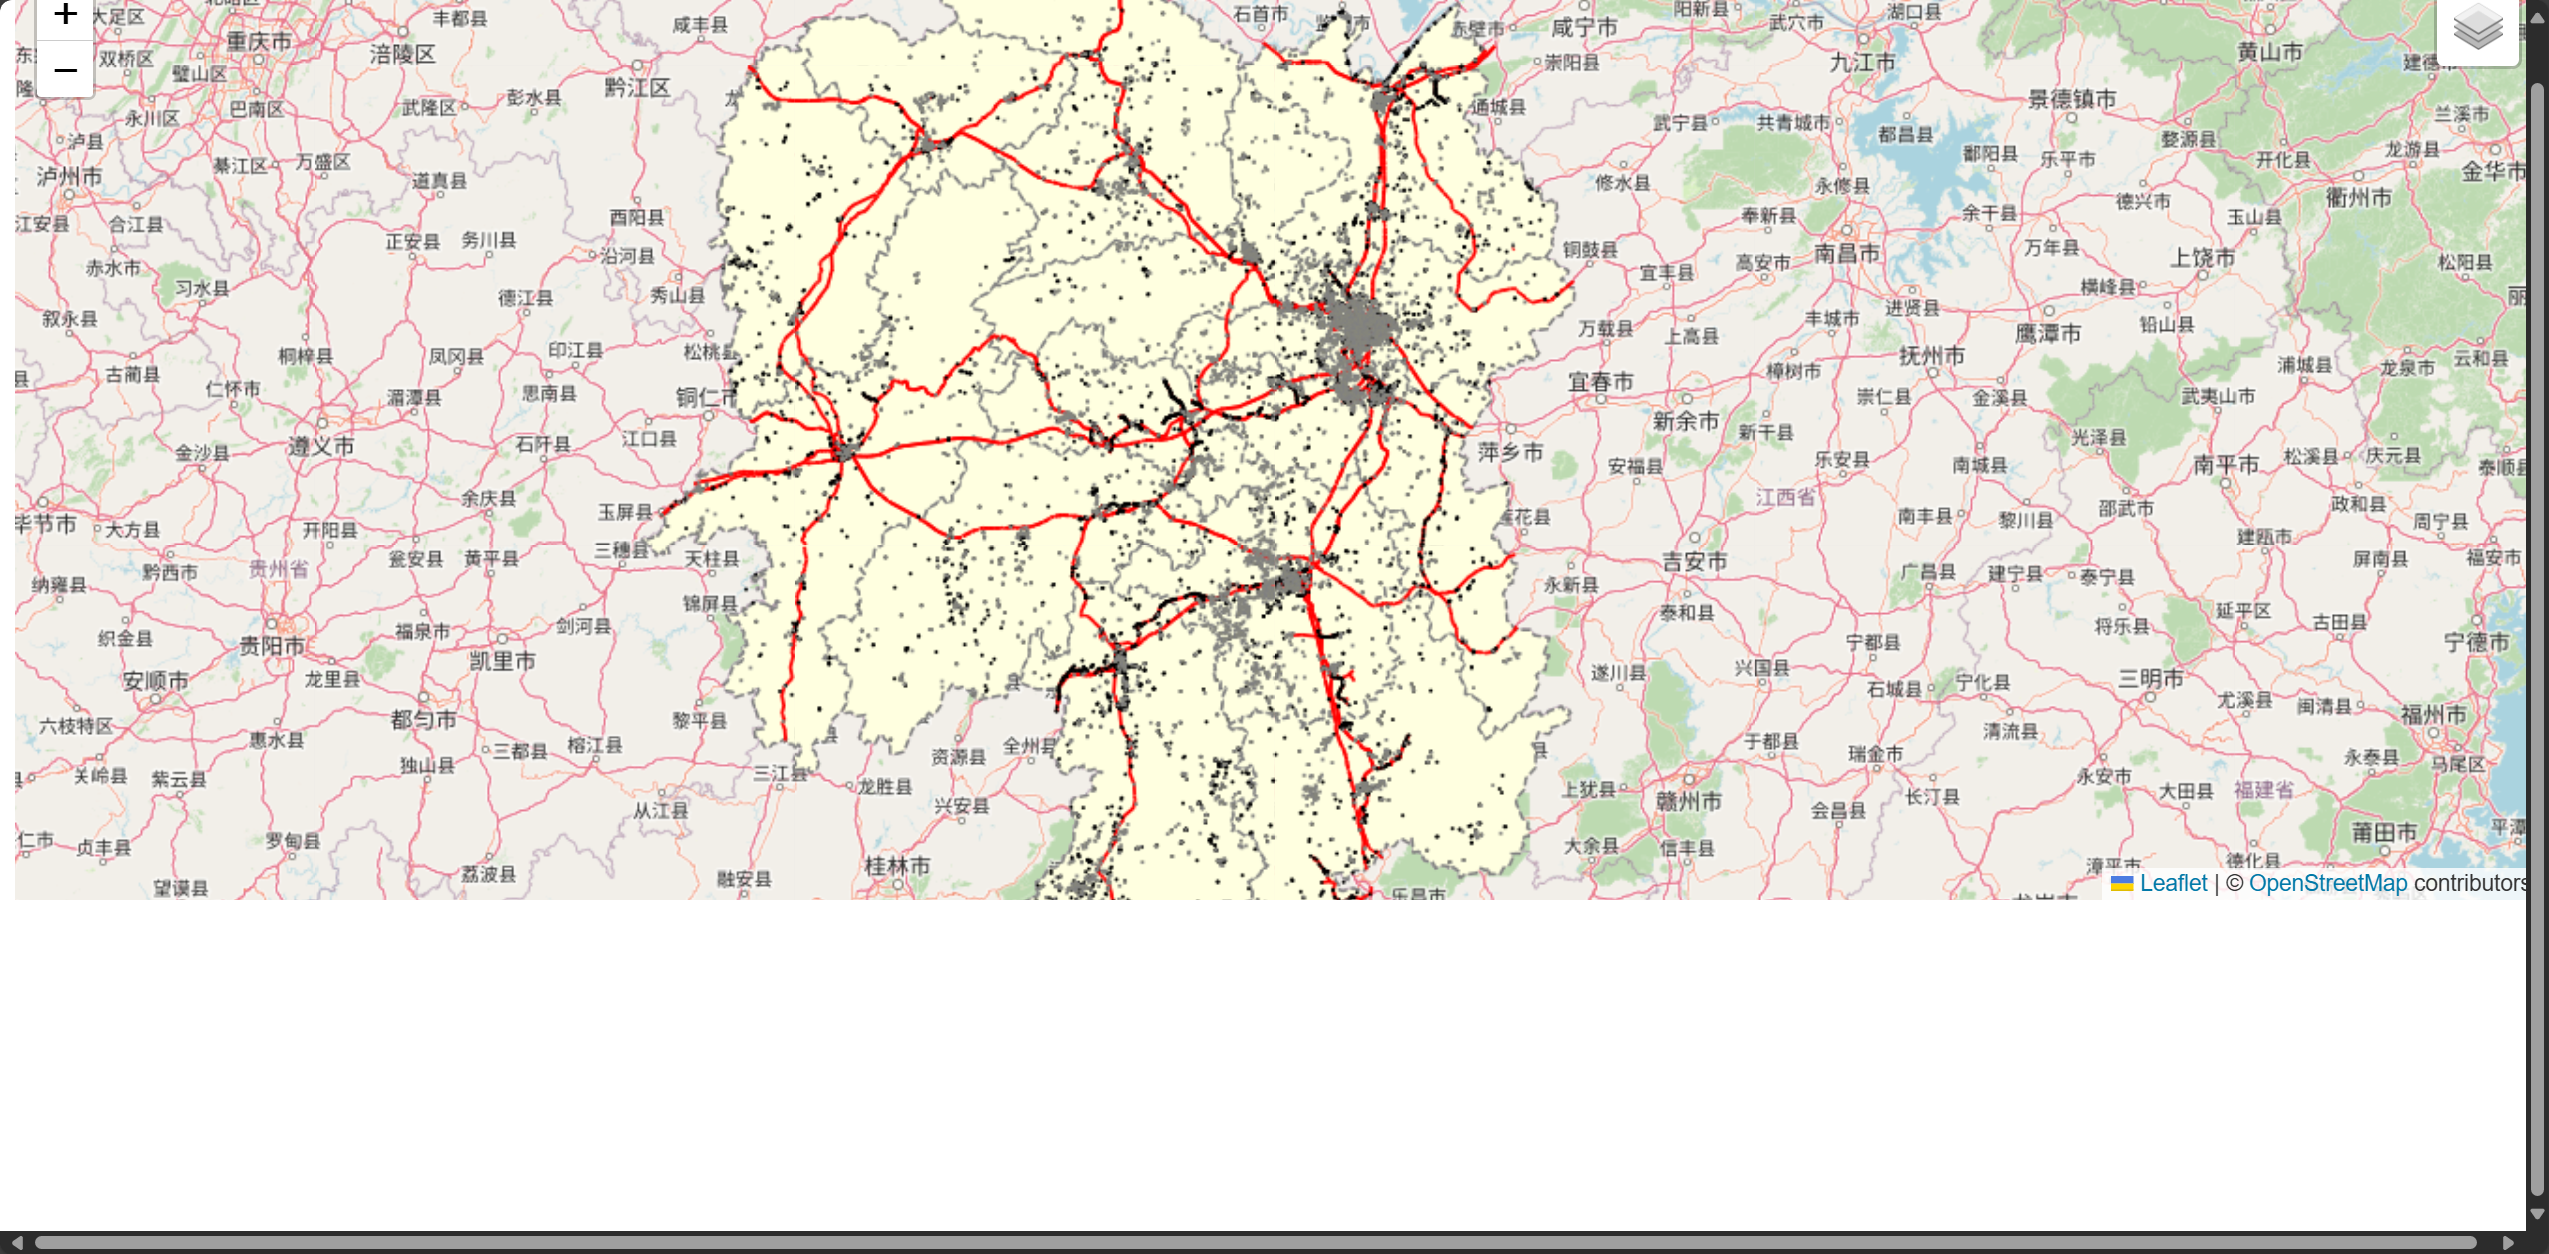 +
−
大足区
丰都县
重庆市
涪陵区
双桥区
璧山区
巴南区
武隆区
彭水县
黔江区
咸丰县
永川区
泸县
綦江区
万盛区
道真县
泸州市
江安县
合江县
正安县
务川县
酉阳县
沿河县
赤水市
习水县
德江县
秀山县
叙永县
桐梓县
凤冈县
印江县
松桃县
古蔺县
仁怀市
湄潭县
思南县
铜仁市
金沙县
遵义市
石阡县
江口县
余庆县
玉屏县
毕节市
大方县
开阳县
瓮安县
黄平县
三穗县
天柱县
黔西市
贵州省
纳雍县
锦屏县
织金县
福泉市
剑河县
贵阳市
凯里市
安顺市
龙里县
六枝特区
都匀市
黎平县
惠水县
三都县
榕江县
关岭县
紫云县
独山县
三江县
从江县
龙胜县
资源县
全州县
兴安县
仁市
贞丰县
罗甸县
望谟县
荔波县
融安县
桂林市
石首市
赤壁市
咸宁市
阳新县
武穴市
湖口县
崇阳县
九江市
黄山市
通城县
景德镇市
兰溪市
武宁县
共青城市
都昌县
婺源县
鄱阳县
乐平市
开化县
龙游县
金华市
修水县
永修县
德兴市
衢州市
奉新县
余干县
玉山县
铜鼓县
南昌市
万年县
上饶市
松阳县
宜丰县
高安市
横峰县
进贤县
丰城市
铅山县
万载县
上高县
鹰潭市
抚州市
浦城县
龙泉市
云和县
宜春市
樟树市
崇仁县
金溪县
武夷山市
新余市
新干县
光泽县
萍乡市
安福县
乐安县
南城县
南平市
松溪县
庆元县
江西省
政和县
南丰县
黎川县
邵武市
周宁县
建瓯市
吉安市
屏南县
福安市
永新县
广昌县
建宁县
泰宁县
泰和县
延平区
古田县
宁都县
将乐县
宁德市
遂川县
兴国县
石城县
宁化县
三明市
尤溪县
闽清县
福州市
清流县
于都县
瑞金市
永泰县
马尾区
永安市
上犹县
赣州市
会昌县
长汀县
大田县
福建省
莆田市
大余县
信丰县
漳平市
德化县
乐昌市
Leaflet | © OpenStreetMap contributors